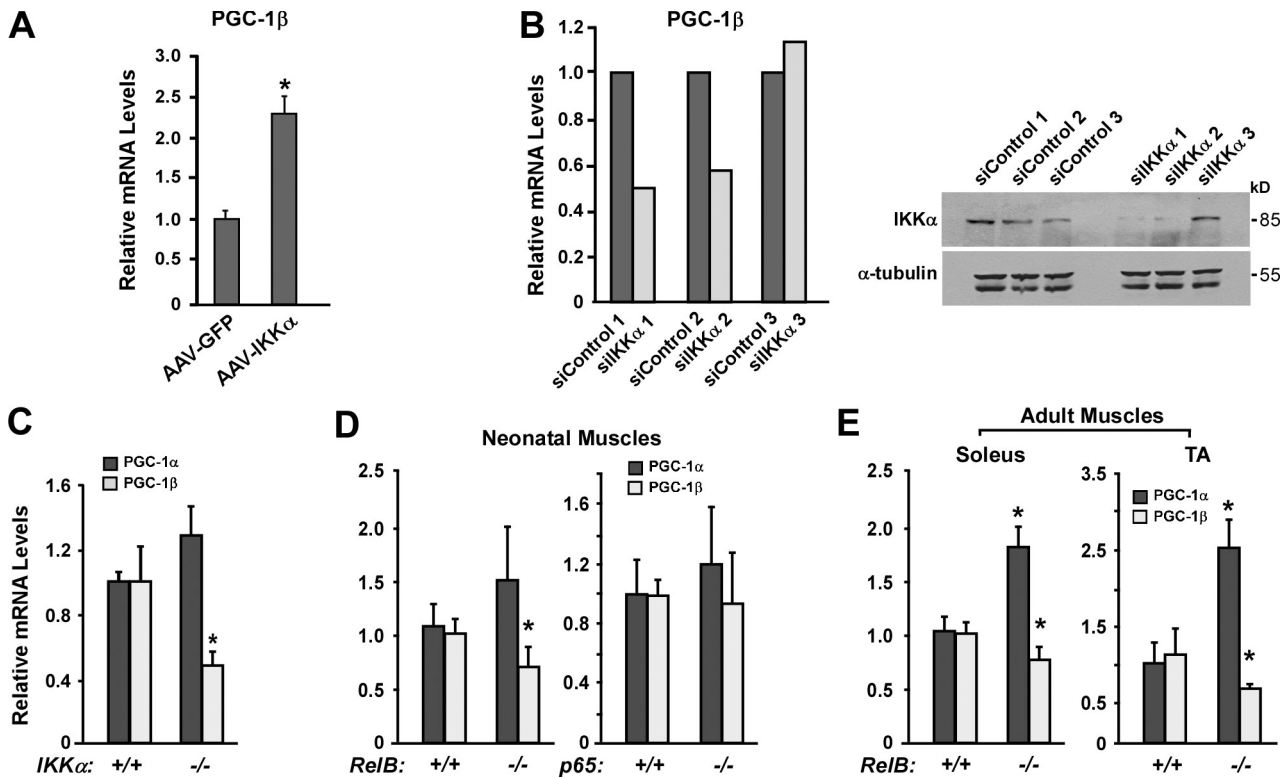 A
PGC-1β
Relative mRNA Levels
3.0
2.5
*
2.0
1.5
1.0
0.5
0
AAV-GFP
AAV-IKKα
B
PGC-1β
Relative mRNA Levels
1.2
1.0
0.8
0.6
0.4
0.2
0
siControl 1
siIKKα 1
siControl 2
siIKKα 2
siControl 3
siIKKα 3
siControl 1
siControl 2
siControl 3
siIKKα 1
siIKKα 2
siIKKα 3
kD
IKKα
-85
α-tubulin
-55
C
PGC-1α
PGC-1β
Relative mRNA Levels
1.6
1.2
0.8
0.4
0
*
IKKα: +/+ -/-
D
Neonatal Muscles
2.5
2.0
1.5
1.0
0.5
0
*
RelB: +/+ -/-
PGC-1α
PGC-1β
1.6
1.2
0.8
0.4
0
p65: +/+ -/-
E
Adult Muscles
Soleus
TA
2.5
2.0
1.5
1.0
0.5
0
*
*
RelB: +/+ -/-
PGC-1α
PGC-1β
3.5
2.5
1.5
0.5
0
*
*
+/+ -/-